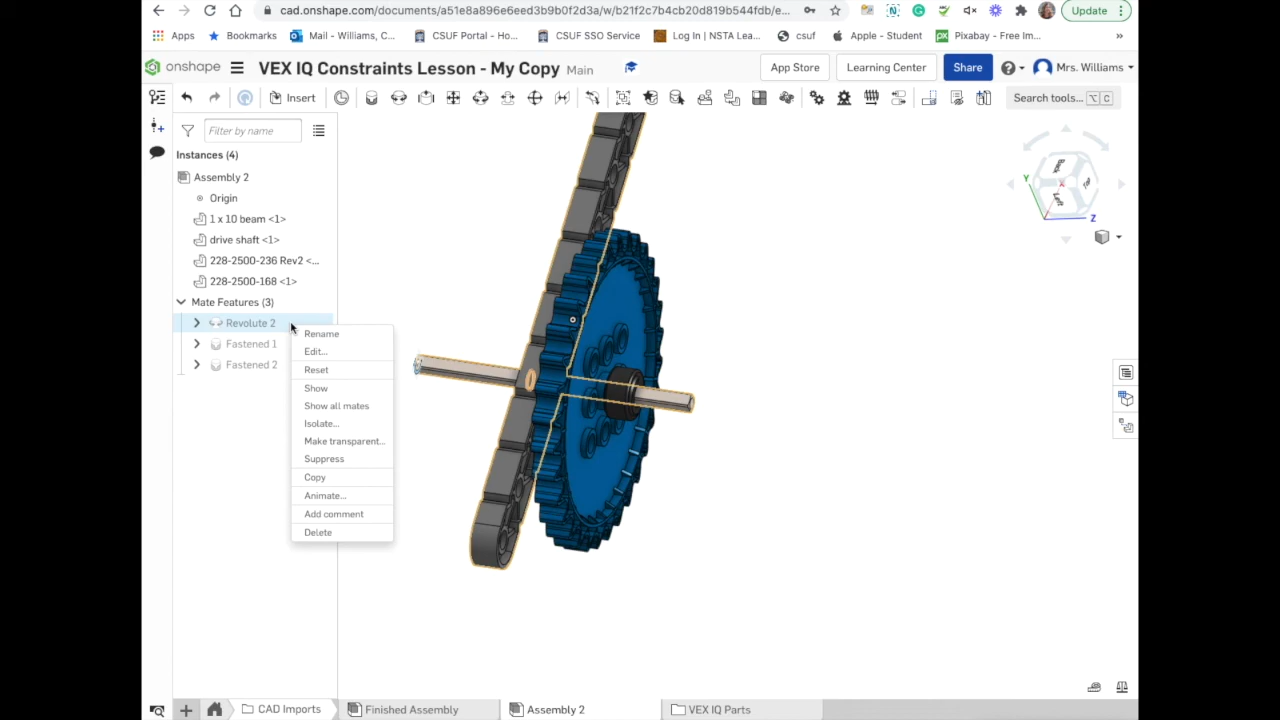 cad.onshape.com/documents/a51e8a896e6eed3b9b0f2d3a/w/b21f2c7b4cb20d819b544fdb/e...
Update
Apps
Bookmarks
Mail - Williams, C...
CSUF Portal - Ho...
CSUF SSO Service
Log In | NSTA Lea...
csuf
Apple - Student
Pixabay - Free Im...
»
onshape
VEX IQ Constraints Lesson - My Copy Main
App Store
Learning Center
Share
Mrs. Williams
Insert
Search tools... ⌥ C
Filter by name
Instances (4)
Assembly 2
Origin
1 x 10 beam <1>
drive shaft <1>
228-2500-236 Rev2 <...
228-2500-168 <1>
Mate Features (3)
Revolute 2
Fastened 1
Fastened 2
Rename
Edit...
Reset
Show
Show all mates
Isolate...
Make transparent...
Suppress
Copy
Animate...
Add comment
Delete
Y
X
Z
Left
CAD Imports
Finished Assembly
Assembly 2
VEX IQ Parts